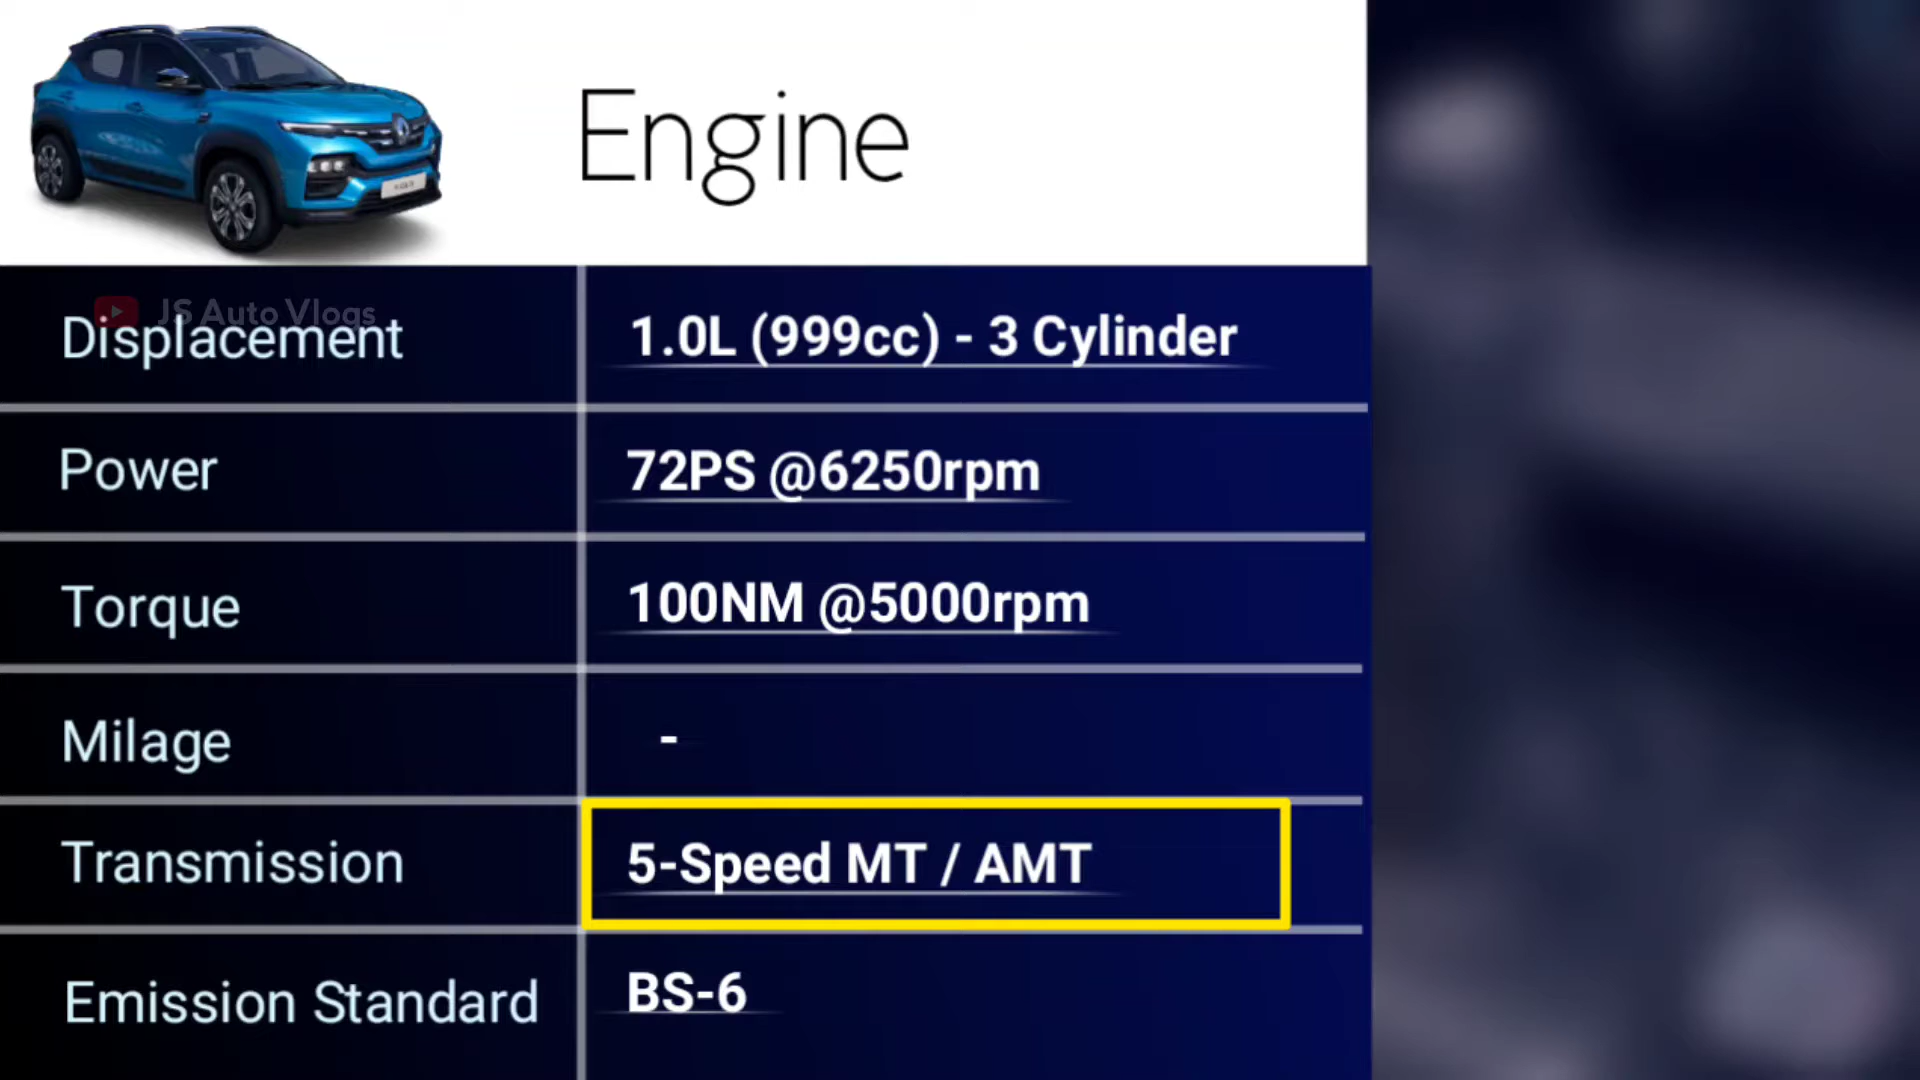 Engine
JS Auto Vlogs
Displacement
1.0L (999cc) - 3 Cylinder
Power
72PS @6250rpm
Torque
100NM @5000rpm
Milage
-
Transmission
5-Speed MT / AMT
Emission Standard
BS-6